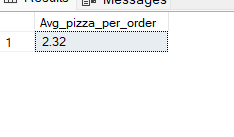 Results Messages
Avg_pizza_per_order
1 2.32